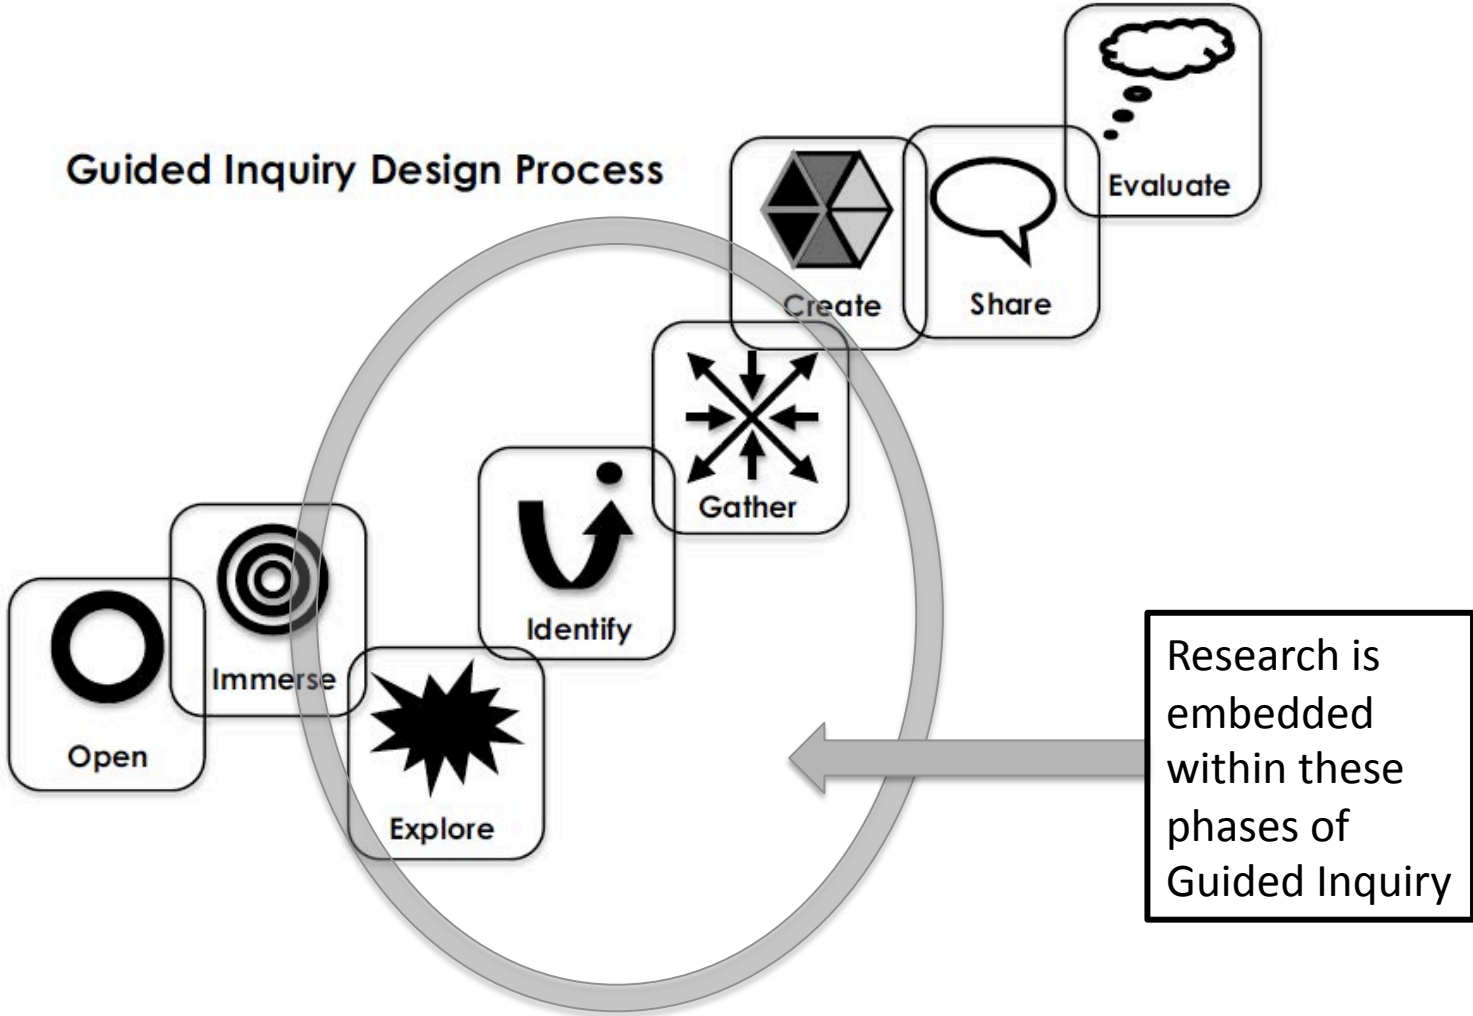 Guided Inquiry Design Process
Open
Immerse
Explore
Identify
Gather
Create
Share
Evaluate
Research is
embedded
within these
phases of
Guided Inquiry